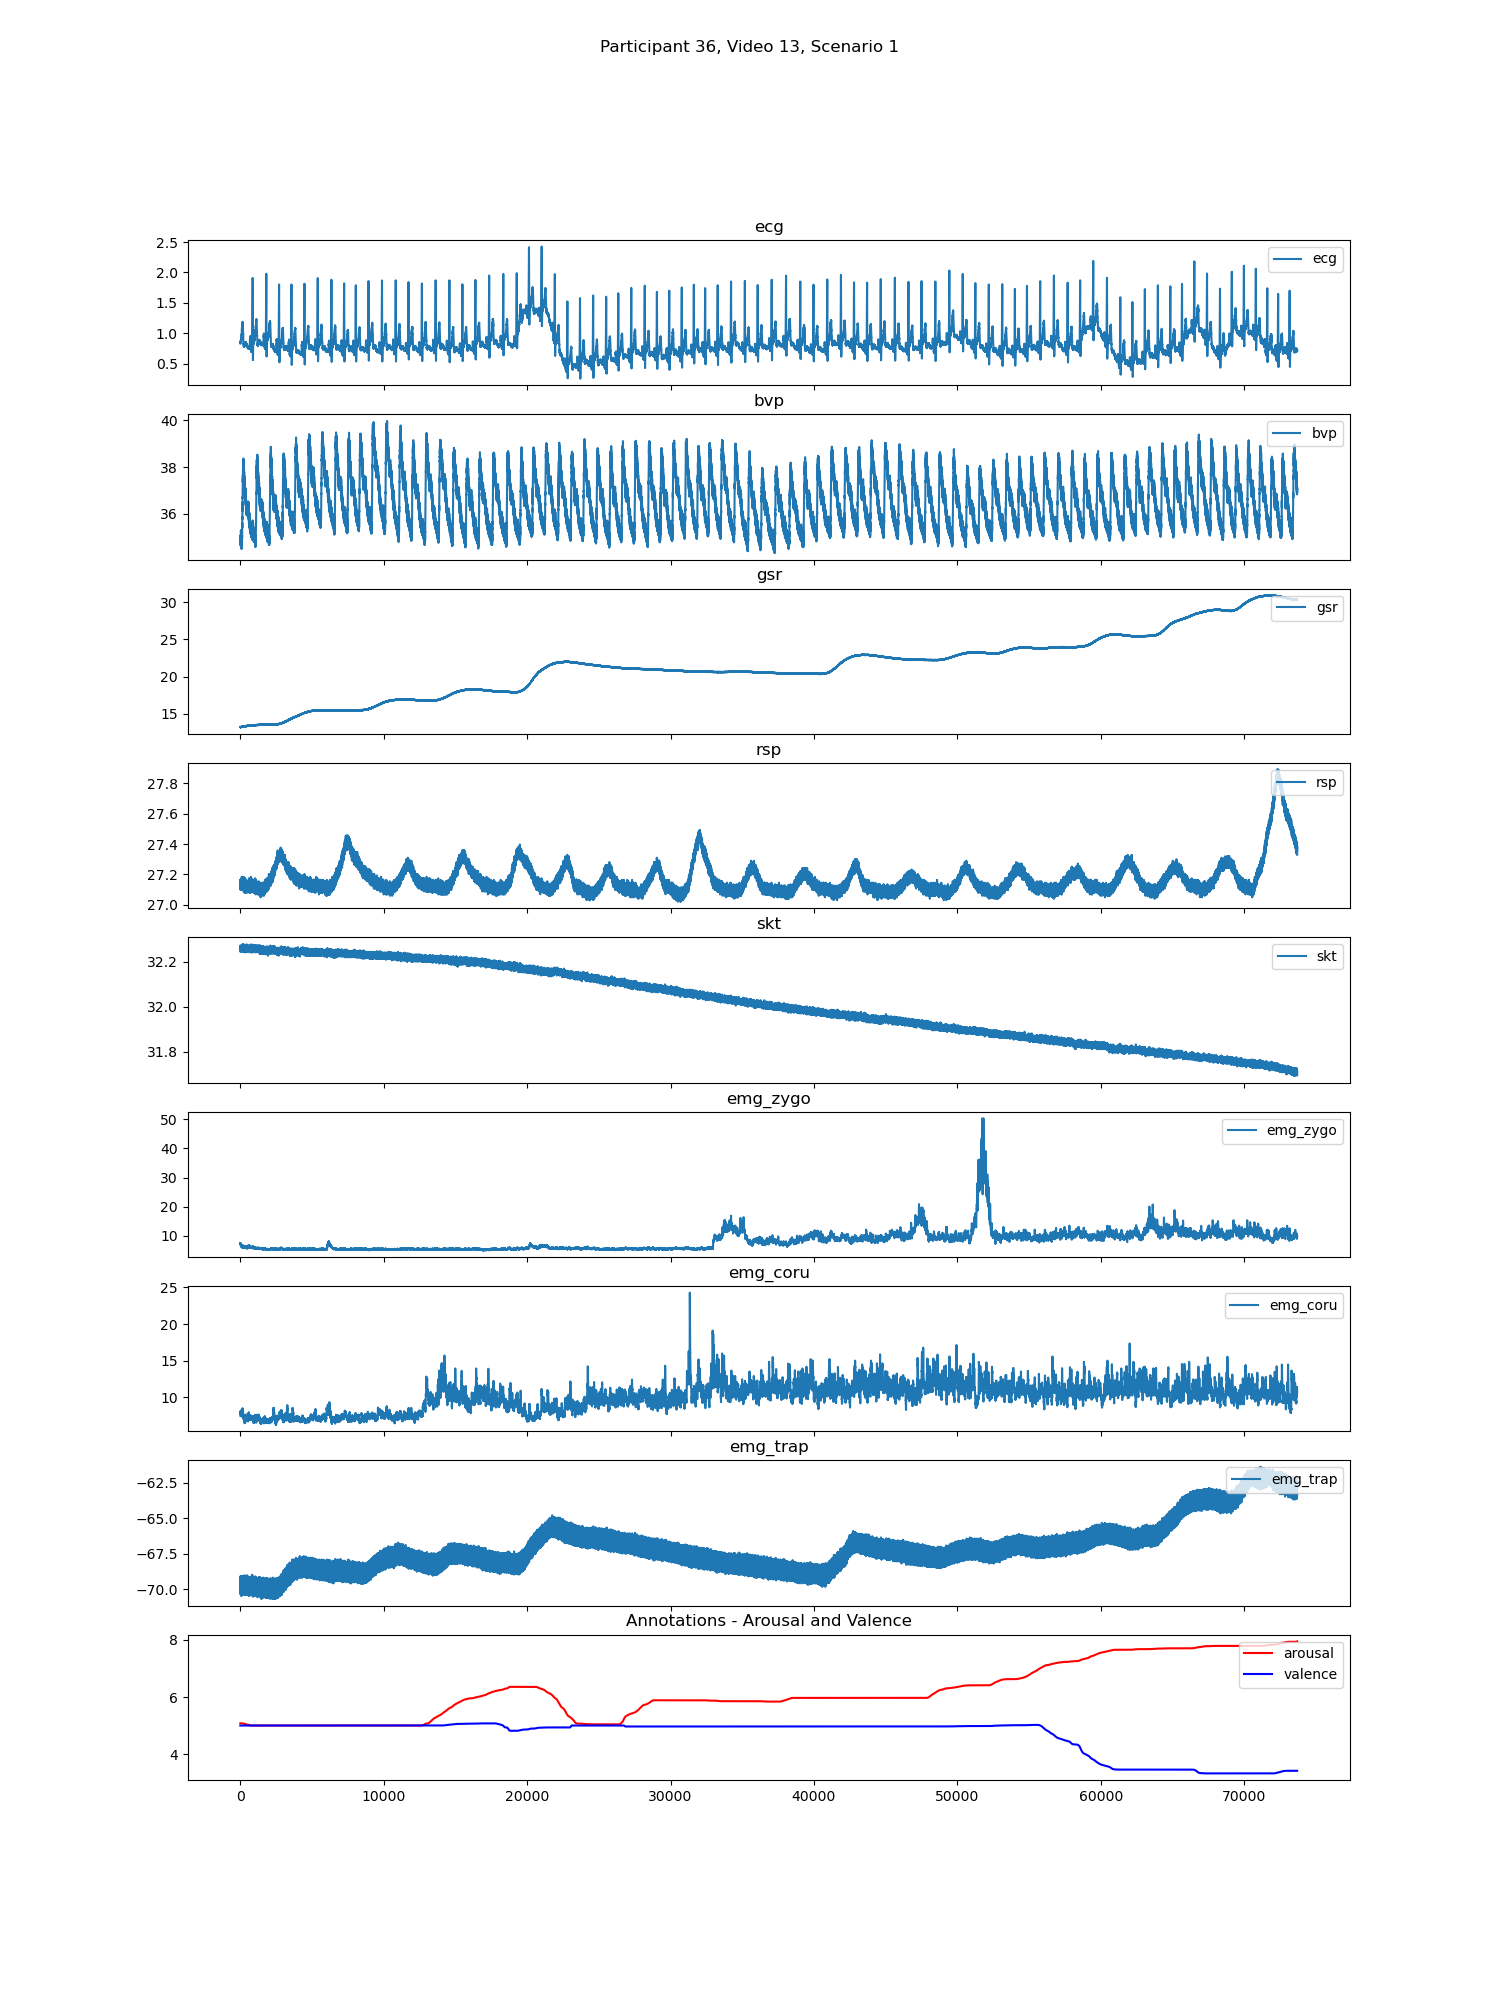 Participant 36, Video 13, Scenario 1
ecg
2.5
2.0
1.5
1.0
0.5
ecg
bvp
40
38
36
bvp
gsr
30
25
20
15
gsr
rsp
27.8
27.6
27.4
27.2
27.0
rsp
skt
32.2
32.0
31.8
skt
emg_zygo
50
40
30
20
10
emg_zygo
emg_coru
25
20
15
10
emg_coru
emg_trap
−62.5
−65.0
−67.5
−70.0
emg_trap
Annotations - Arousal and Valence
8
6
4
arousal
valence
0 10000 20000 30000 40000 50000 60000 70000